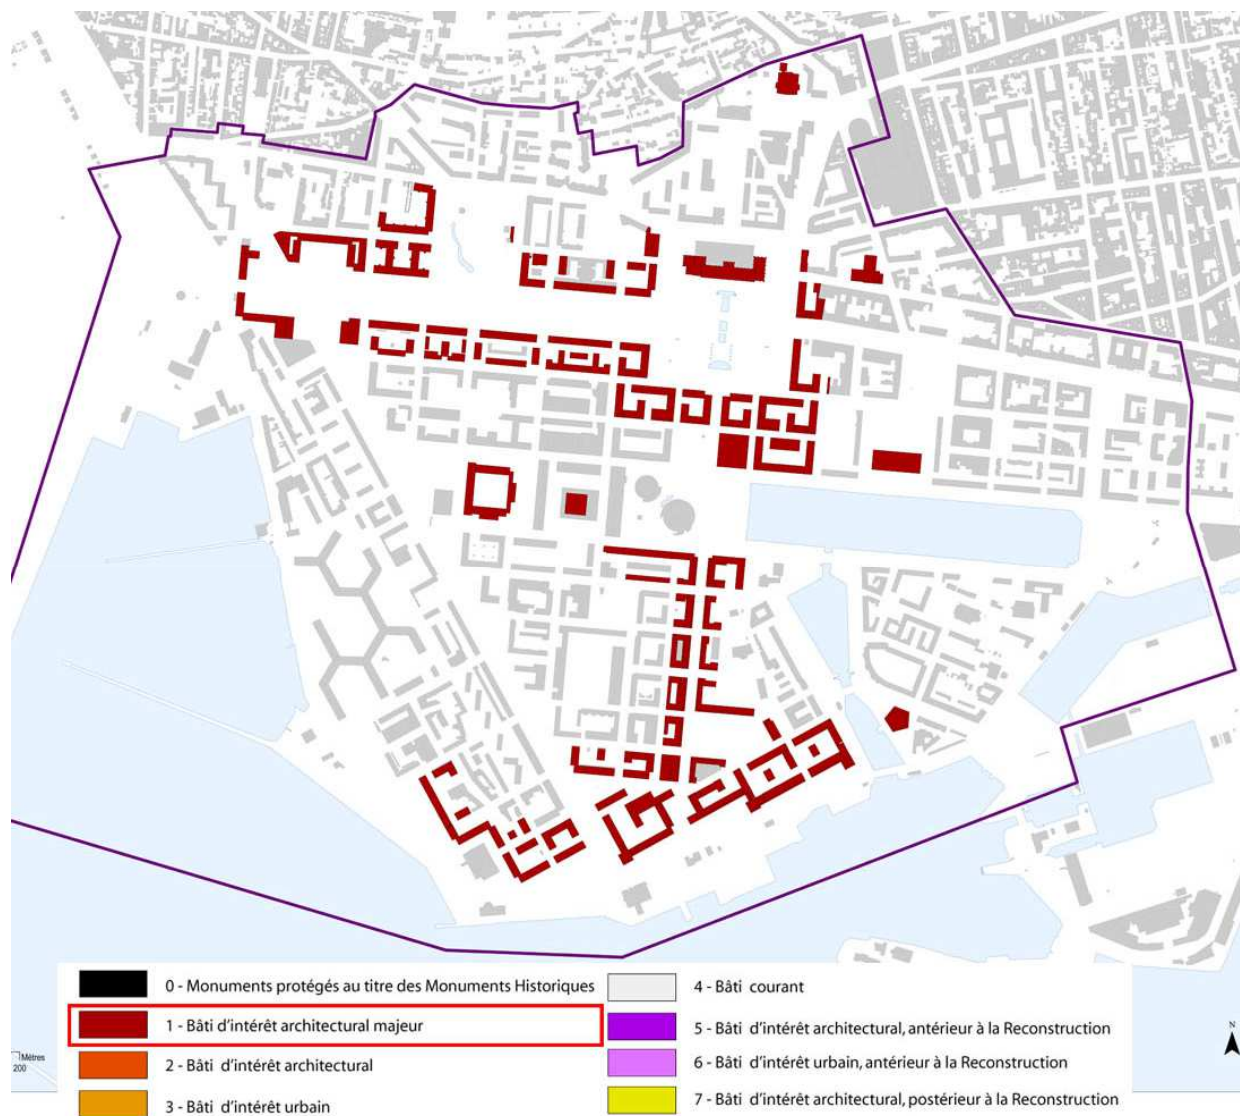 0 - Monuments protégés au titre des Monuments Historiques
1 - Bâti d'intérêt architectural majeur
2 - Bâti d'intérêt architectural
3 - Bâti d'intérêt urbain
4 - Bâti courant
5 - Bâti d'intérêt architectural, antérieur à la Reconstruction
6 - Bâti d'intérêt urbain, antérieur à la Reconstruction
7 - Bâti d'intérêt architectural, postérieur à la Reconstruction
Mètres
200
N